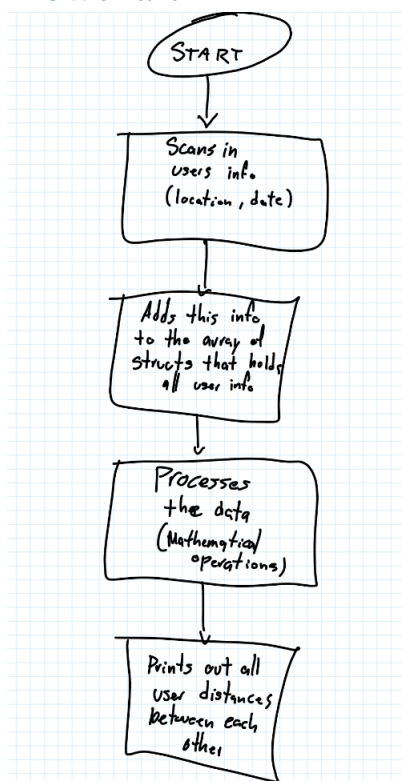 START
Scans in
users info.
(location, date)
Adds this info
to the array of
structs that holds
all user info.
Processes
the data
(Mathematical
operations)
Prints out all
user distances
between each
other